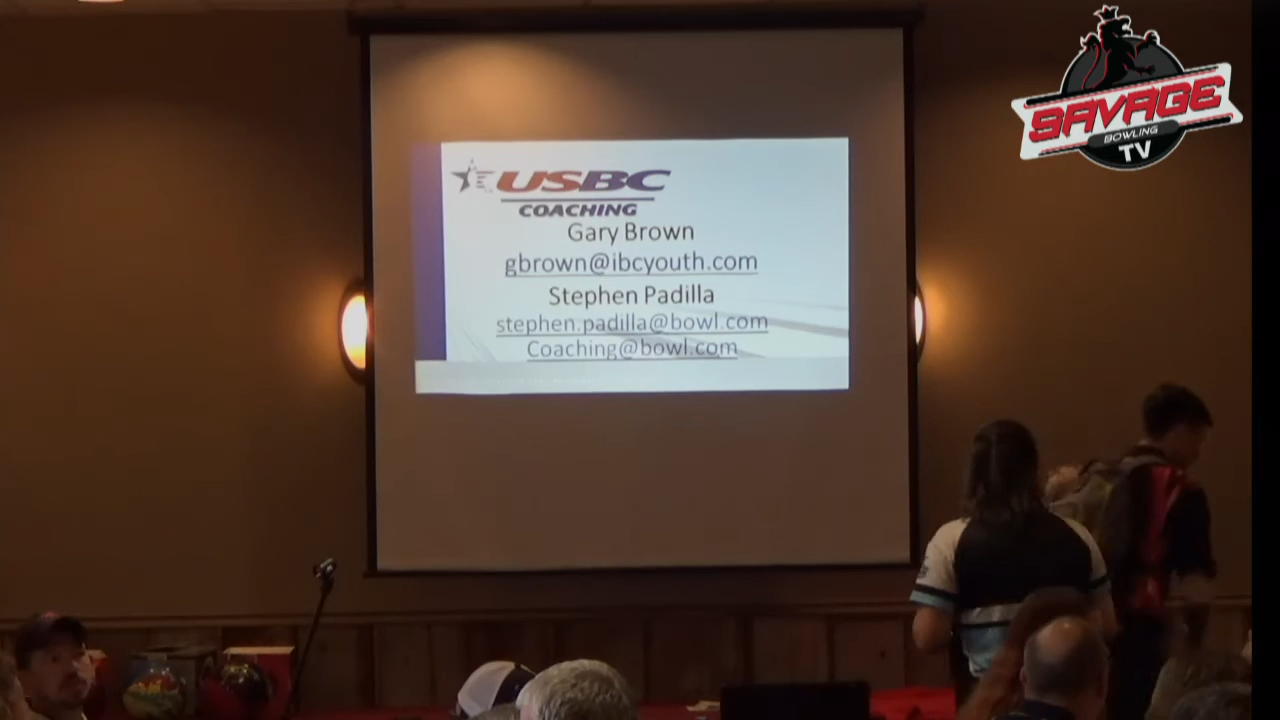 USBC
COACHING
Gary Brown
gbrown@ibcyouth.com
Stephen Padilla
stephen.padilla@bowl.com
Coaching@bowl.com
SAVAGE
BOWLING
TV